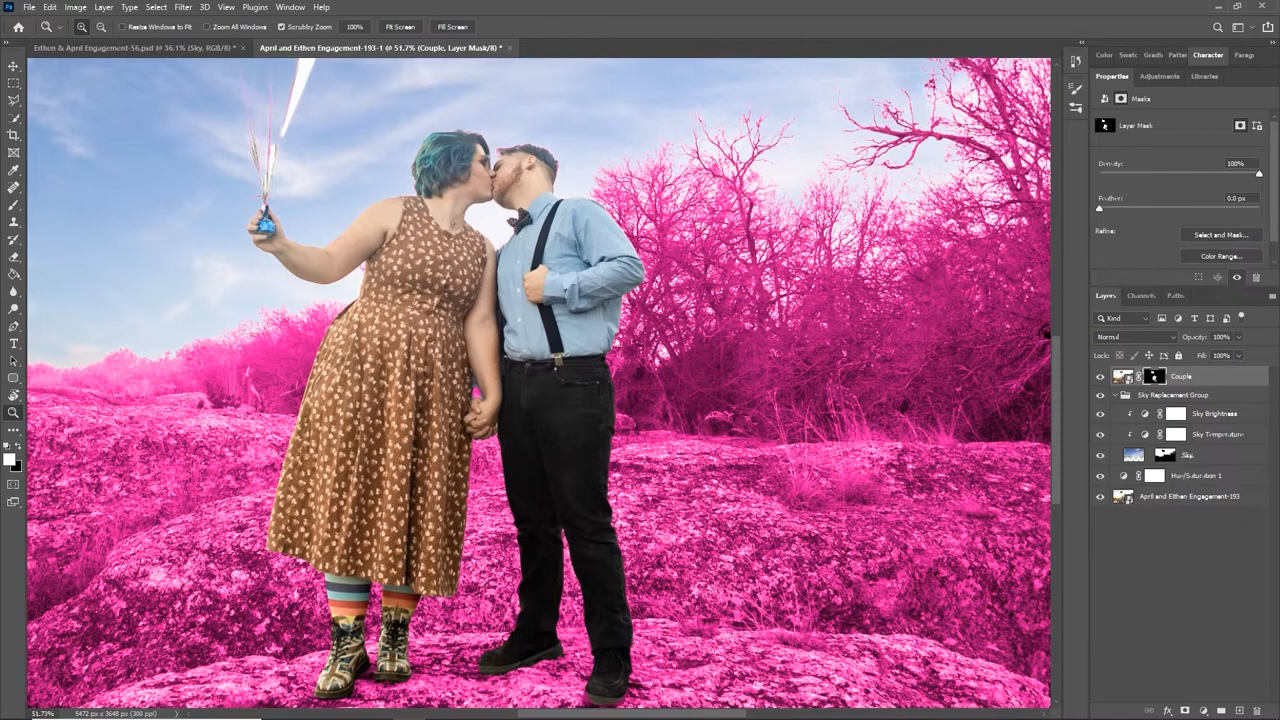 File Edit Image Layer Type Select Filter 3D View Plugins Window Help
Resize Windows to Fit Zoom All Windows Scrubby Zoom 100% Fit Screen Fill Screen
Eithen & April Engagement-56.psd @ 36.1% (Sky, RGB/8) * × April and Eithen Engagement-193-1 @ 51.7% (Couple, Layer Mask/8) * ×
Color Swatc Gradi Patter Character Parag
Properties Adjustments Libraries
Masks
Layer Mask
Density: 100%
Feather: 0.0 px
Refine: Select and Mask...
Color Range...
Layers Channels Paths
Kind
Normal Opacity: 100%
Lock: Fill: 100%
Couple
Sky Replacement Group
Sky Brightness
Sky Temperature
Sky
Hue/Saturation 1
April and Eithen Engagement-193
51.73% 5472 px x 3648 px (300 ppi)